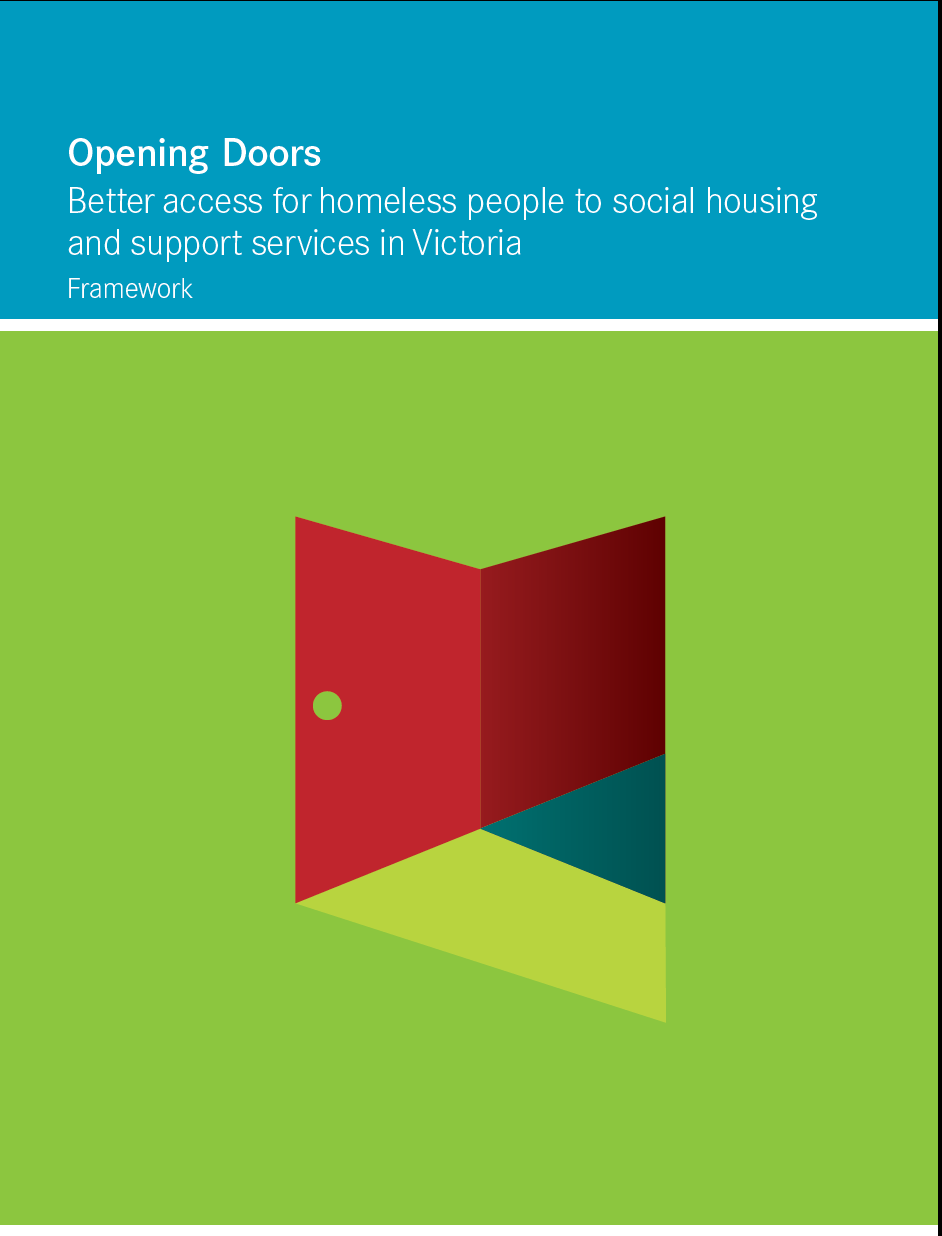 Opening Doors
Better access for homeless people to social housing
and support services in Victoria
Framework